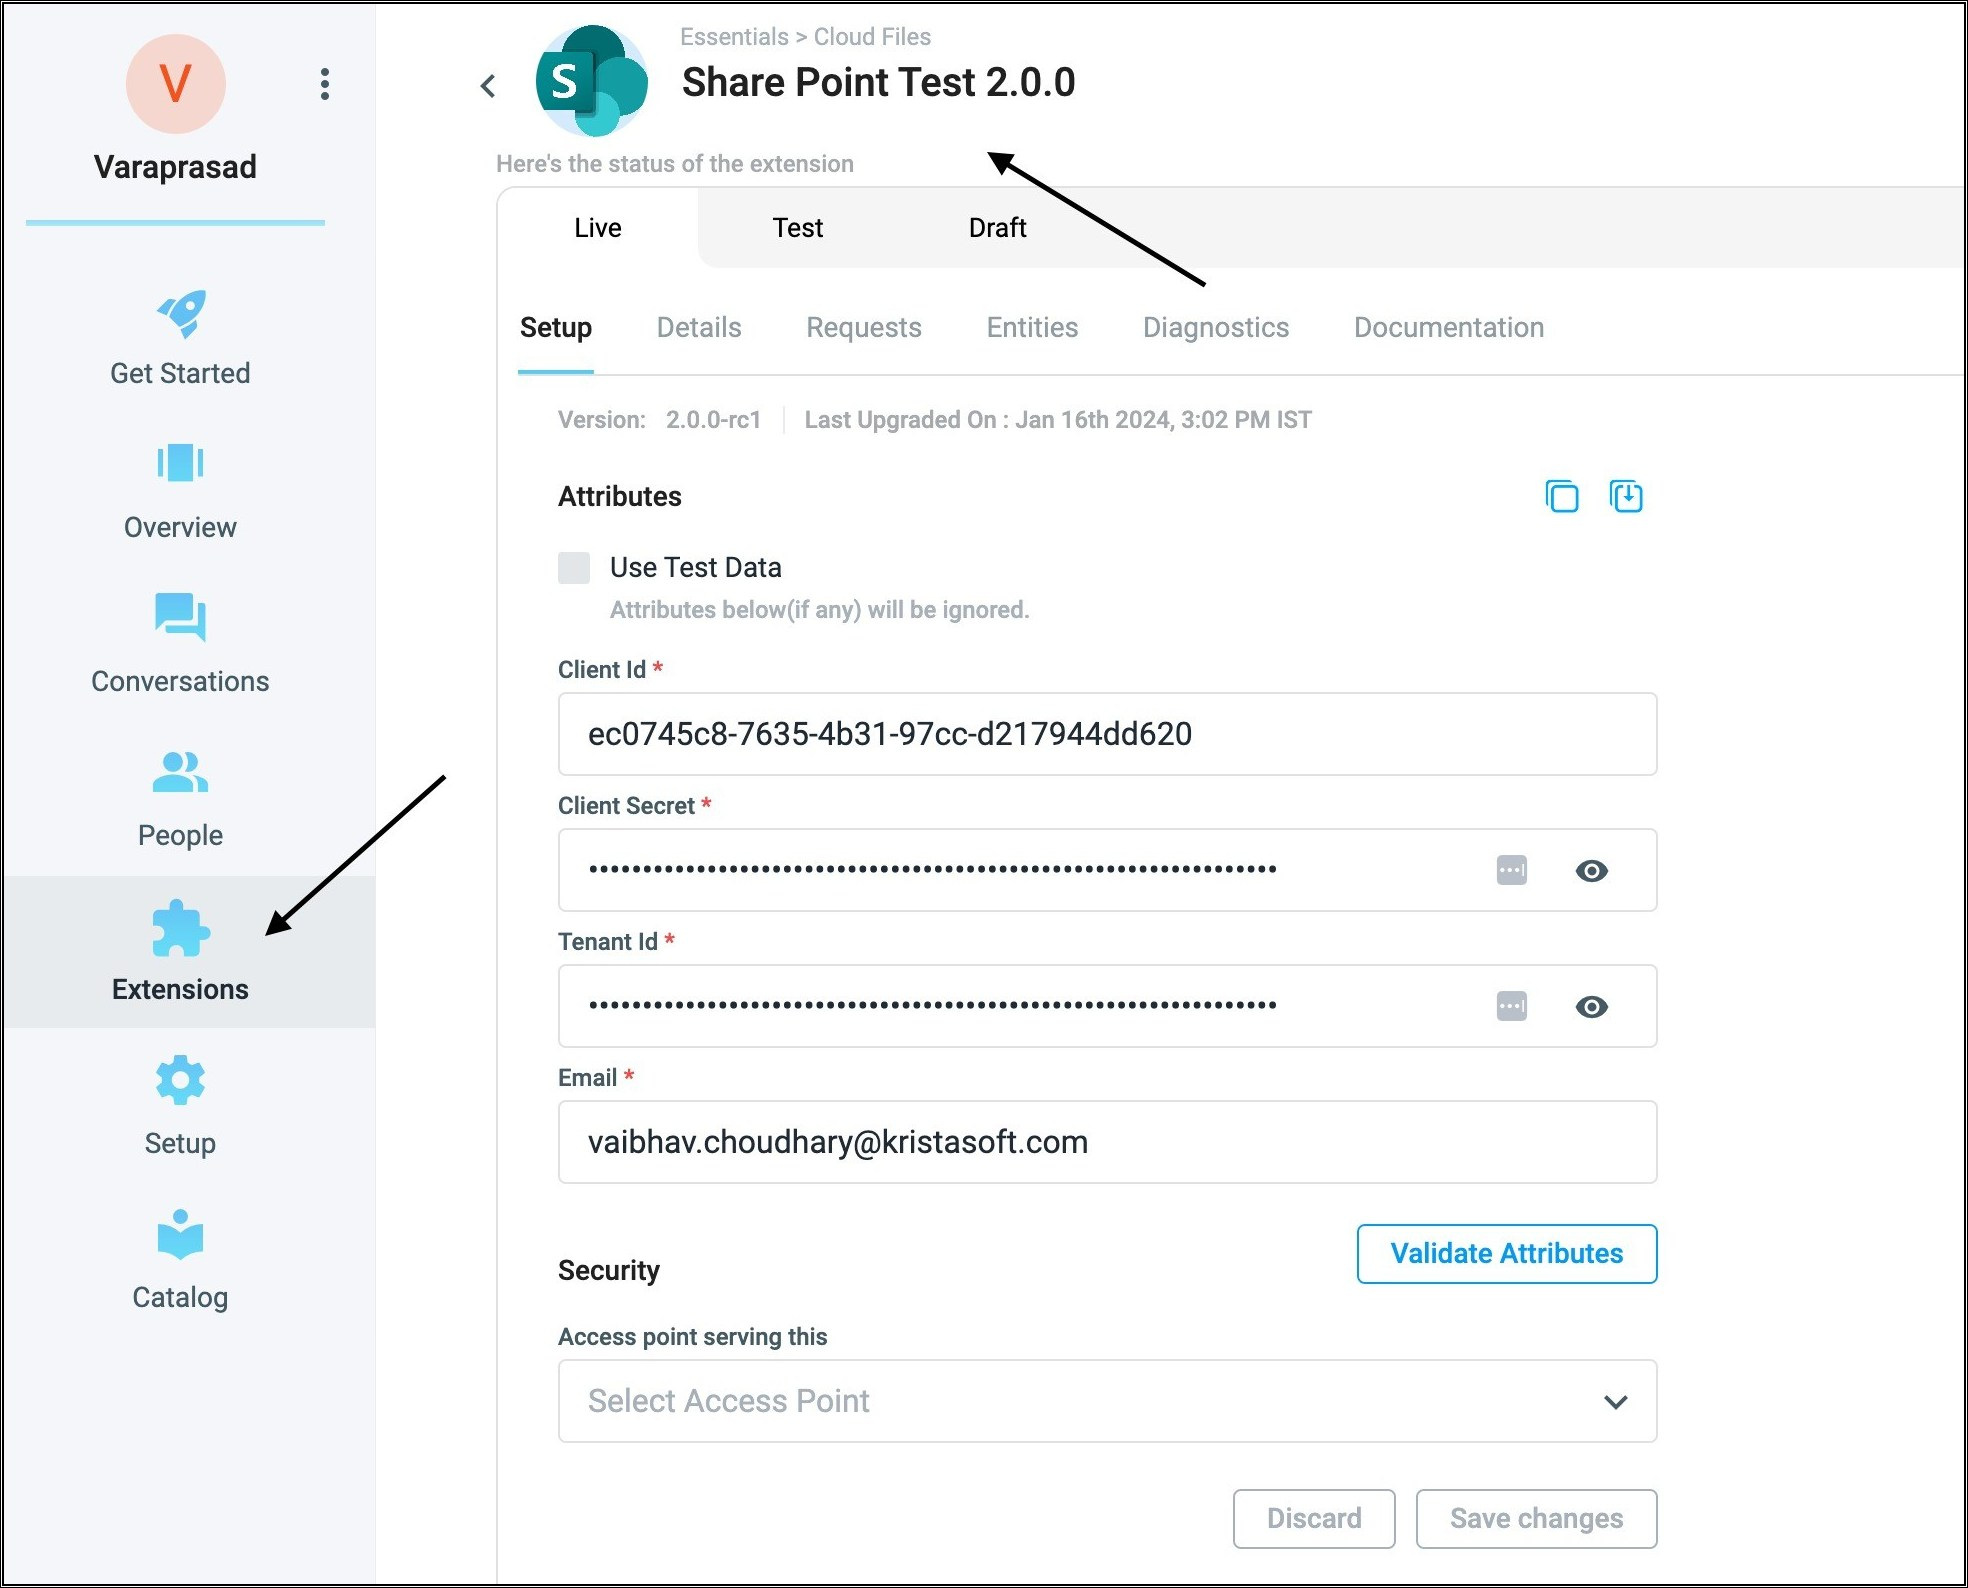 V
Varaprasad
Get Started
Overview
Conversations
People
Extensions
Setup
Catalog
S
Essentials > Cloud Files
Share Point Test 2.0.0
Here's the status of the extension
Live Test Draft
Setup Details Requests Entities Diagnostics Documentation
Version: 2.0.0-rc1 Last Upgraded On : Jan 16th 2024, 3:02 PM IST
Attributes
Use Test Data
Attributes below(if any) will be ignored.
Client Id *
ec0745c8-7635-4b31-97cc-d217944dd620
Client Secret *
Tenant Id *
Email *
vaibhav.choudhary@kristasoft.com
Validate Attributes
Security
Access point serving this
Select Access Point
Discard Save changes